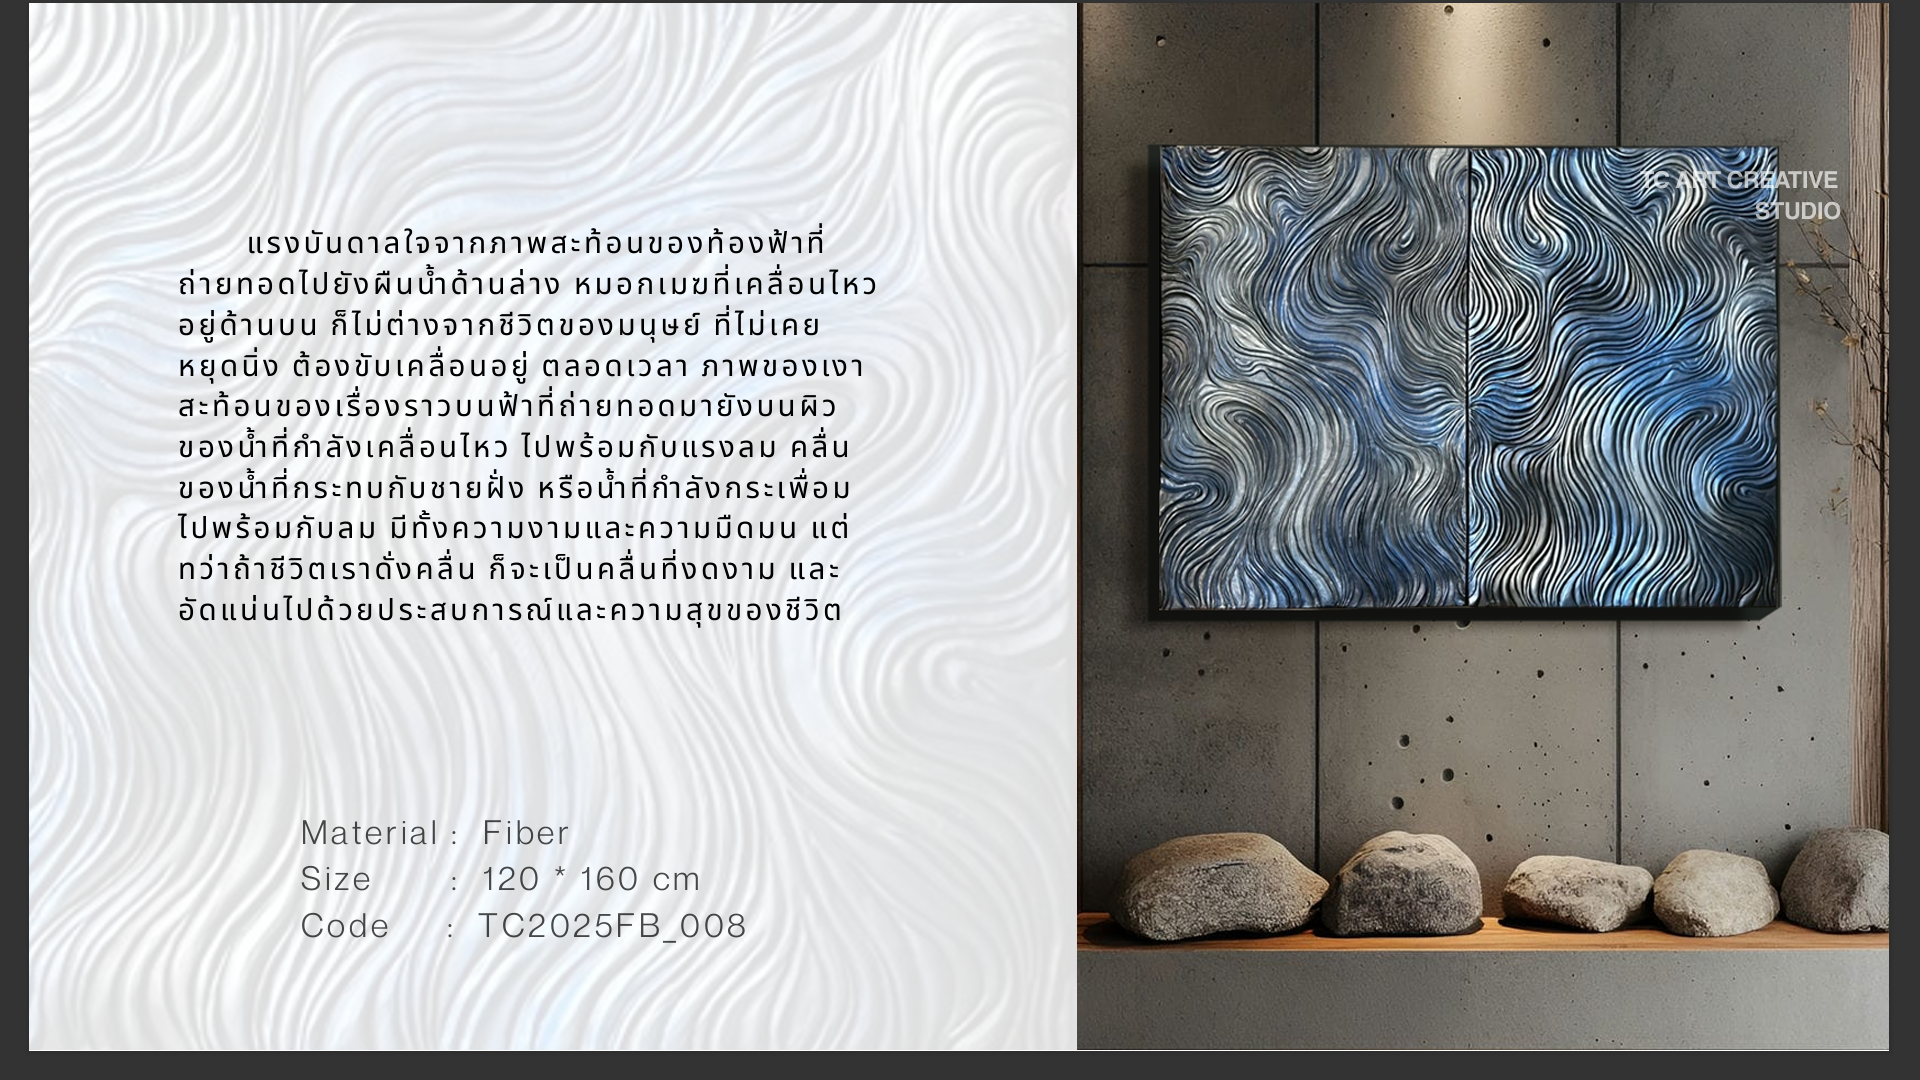 แรงบันดาลใจจากภาพสะท้อนของท้องฟ้าที่
ถ่ายทอดไปยังผืนน้ำด้านล่าง หมอกเมฆที่เคลื่อนไหว
อยู่ด้านบน ก็ไม่ต่างจากชีวิตของมนุษย์ ที่ไม่เคย
หยุดนิ่ง ต้องขับเคลื่อนอยู่ ตลอดเวลา ภาพของเงา
สะท้อนของเรื่องราวบนฟ้าที่ถ่ายทอดมายังบนผิว
ของน้ำที่กำลังเคลื่อนไหว ไปพร้อมกับแรงลม คลื่น
ของน้ำที่กระทบกับชายฝั่ง หรือน้ำที่กำลังกระเพื่อม
ไปพร้อมกับลม มีทั้งความงามและความมืดมน แต่
ทว่าถ้าชีวิตเราดั่งคลื่น ก็จะเป็นคลื่นที่งดงาม และ
อัดแน่นไปด้วยประสบการณ์และความสุขของชีวิต
Material : Fiber
Size : 120 * 160 cm
Code : TC2025FB_008
TC ART CREATIVE
STUDIO